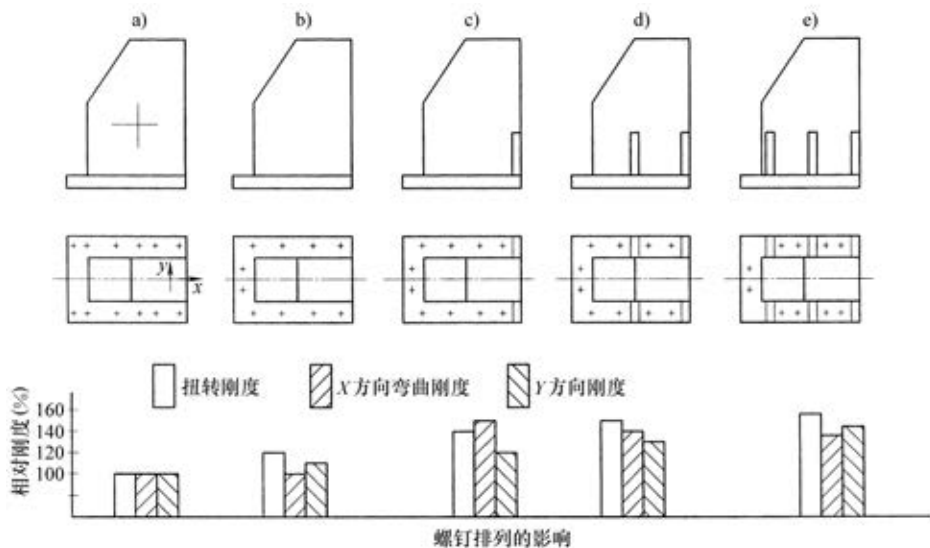 a) b) c) d) e)
y
x
扭转刚度 X方向弯曲刚度 Y方向刚度
相对刚度(%)
160
140
120
100
螺钉排列的影响